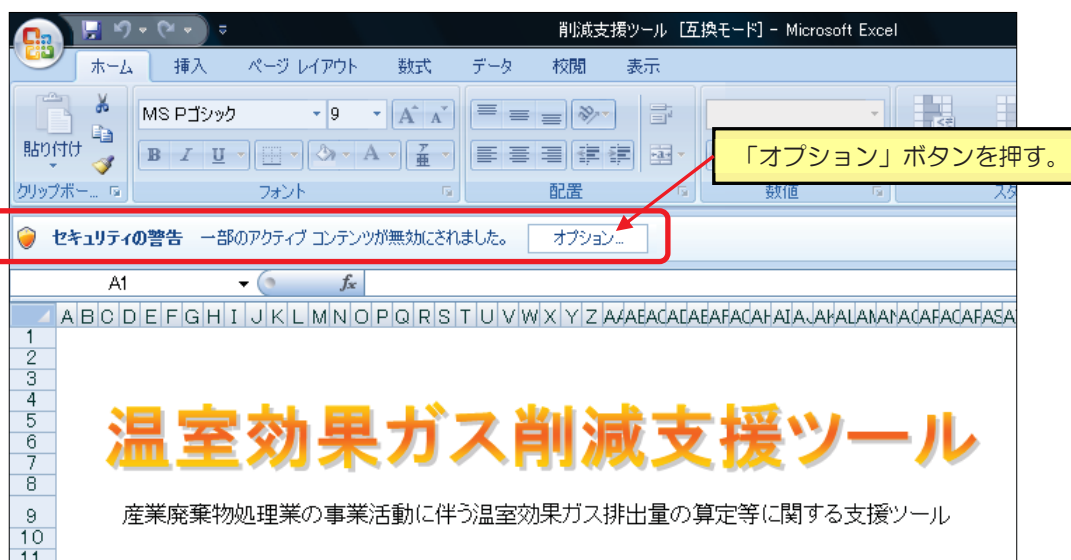 削減支援ツール [互換モード] - Microsoft Excel
ホーム 挿入 ページ レイアウト 数式 データ 校閲 表示
MS Pゴシック 9 A A
貼り付け
B I U A
クリップボー... フォント 配置 数値
「オプション」ボタンを押す。
セキュリティの警告 一部のアクティブ コンテンツが無効にされました。 オプション...
A1 fx
A B C D E F G H I J K L M N O P Q R S T U V W X Y Z
1
2
3
4
5
6
7
8
9
10
11
温室効果ガス削減支援ツール
産業廃棄物処理業の事業活動に伴う温室効果ガス排出量の算定等に関する支援ツール